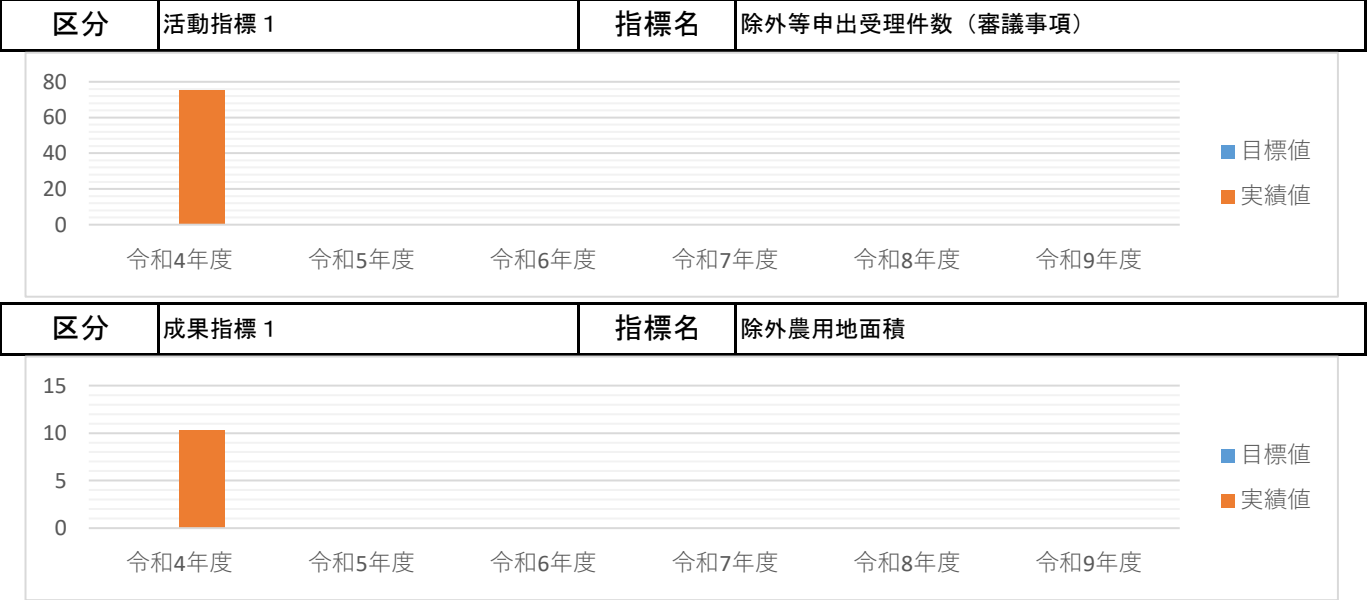 区分 活動指標１ 指標名 除外等申出受理件数（審議事項）
80
60
40
20
0
目標値
実績値
令和4年度 令和5年度 令和6年度 令和7年度 令和8年度 令和9年度
区分 成果指標１ 指標名 除外農用地面積
15
10
5
0
目標値
実績値
令和4年度 令和5年度 令和6年度 令和7年度 令和8年度 令和9年度